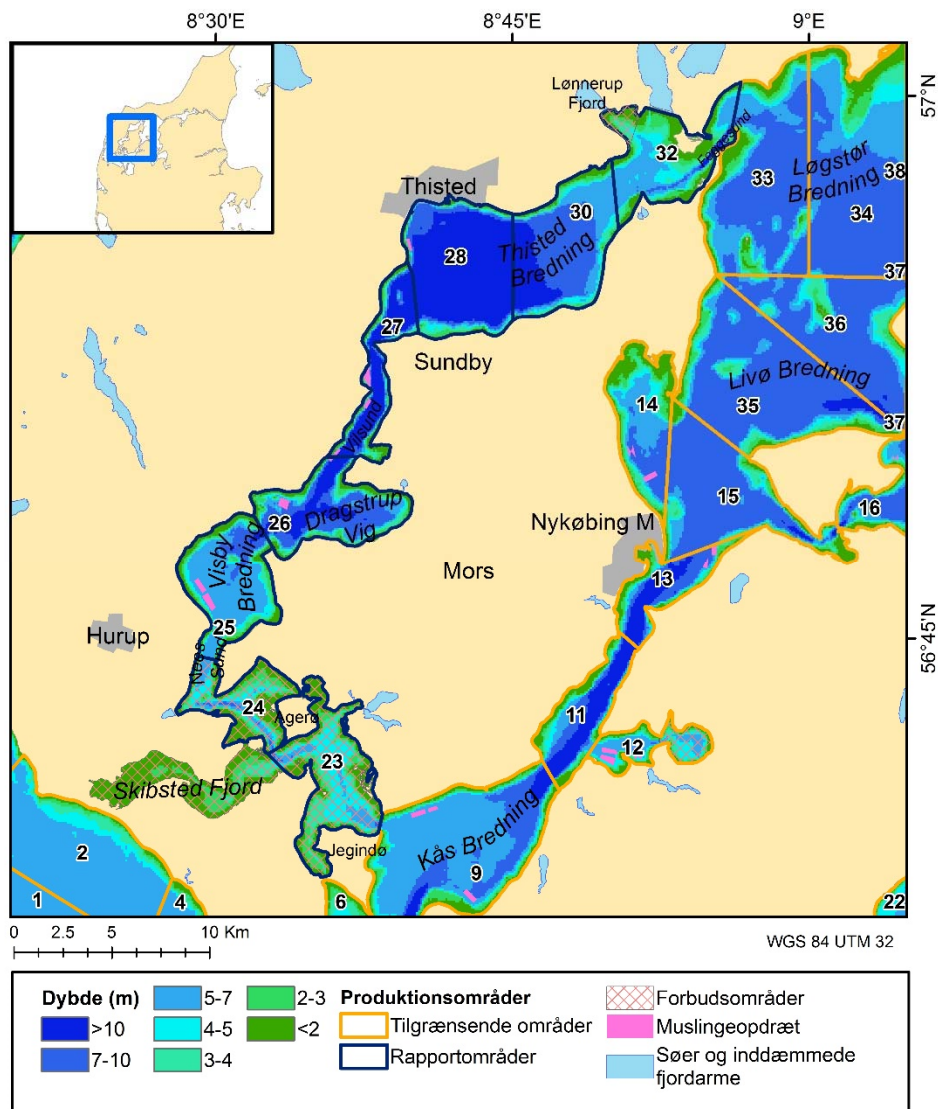 8°30'E
8°45'E
9°E
57°N
56°45'N
Lønnerup
Fjord
32
Feggesund
33
Løgstør
Bredning
38
34
Thisted
30
Thisted
Bredning
28
37
27
36
Sundby
Livø Bredning
35
14
37
Vilsund
15
16
26
Dragstrup
Vig
Nykøbing M
Visby
Bredning
Mors
13
25
Hurup
Nees
Sund
24
Agerø
11
12
23
Skibsted Fjord
Kås Bredning
2
Jegindø
9
1
4
6
22
0 2.5 5 10 Km
WGS 84 UTM 32
Dybde (m)
>10
7-10
5-7
4-5
3-4
2-3
<2
Produktionsområder
Tilgrænsende områder
Rapportområder
Forbudsområder
Muslingeopdræt
Søer og inddæmmede
fjordarme